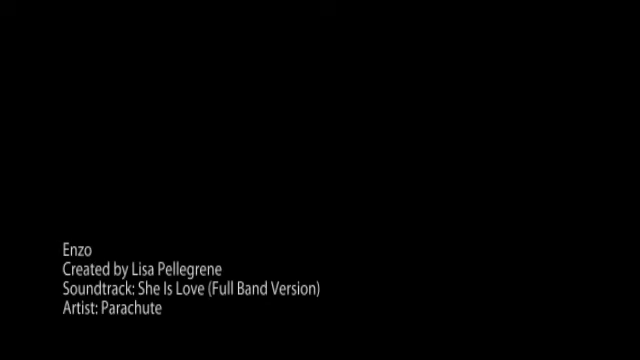 Enzo
Created by Lisa Pellegrene
Soundtrack: She Is Love (Full Band Version)
Artist: Parachute